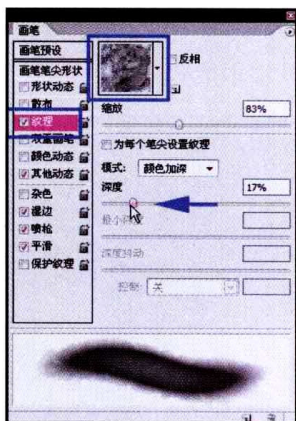 画笔
画笔预设
画笔笔尖形状
形状动态
散布
纹理
双重画笔
颜色动态
其他动态
杂色
湿边
喷枪
平滑
保护纹理
反相
缩放 83%
为每个笔尖设置纹理
模式: 颜色加深
深度 17%
最小深度
深度抖动
控制: 关